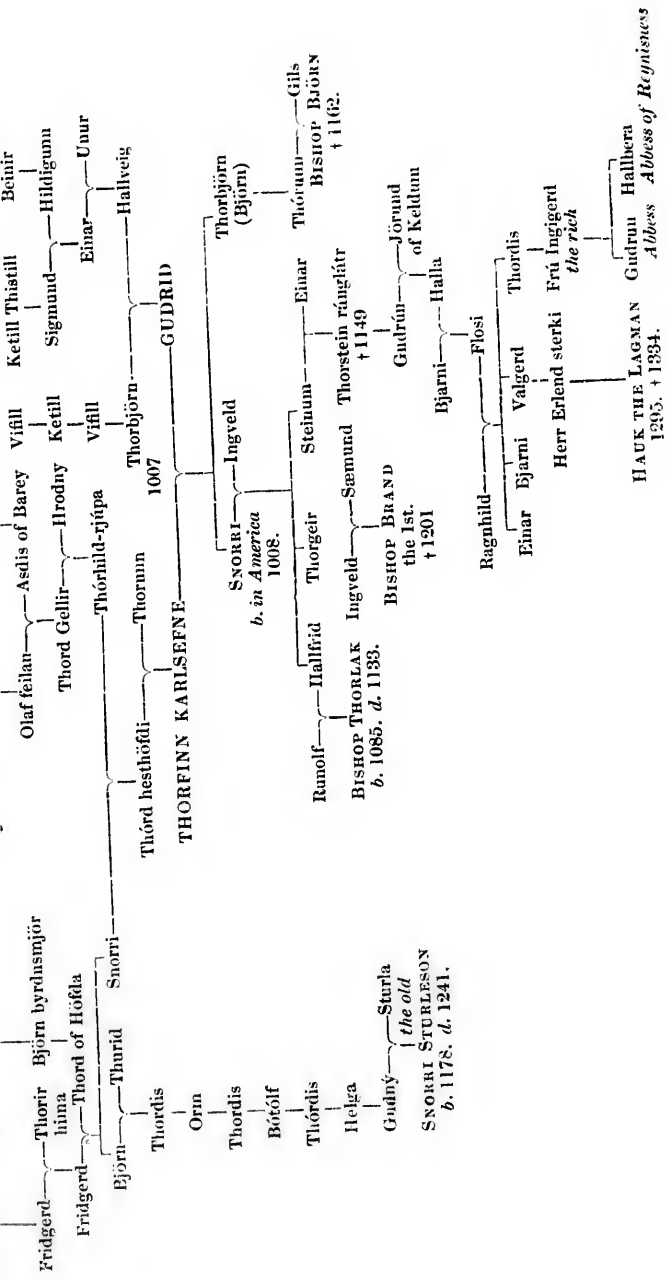 Fridgerd Thorir Björn byrdusmjör
hima
Fridgerd Thord of Höfda
Björn Thurid Snorri Thórhild-rjúpa
Thordis
Orm
Thordis
Bótólf
Thórdis
Helga
Gudný Sturla
the old
SNORRI STURLESON
b. 1178. d. 1241.
Olaf feilan Asdis of Barey
Thord Gellir Hrodny
Thórd hesthöfdi Thorunn
THORFINN KARLSEFNE GUDRID
1007
Vifill
Ketill
Vifill
Thorbjörn Hallveig
Ketill Thistill Beinir
Sigmund Hildigunn
Einar Unur
SNORRI Ingveld
b. in America
1008.
Thorbjörn
(Björn)
Thórunn Gils
BISHOP BJÖRN
† 1162.
Runolf Hallfrid
BISHOP THORLAK
b. 1085. d. 1133.
Thorgeir
Ingveld Sæmund
BISHOP BRAND
the 1st.
† 1201
Steinum Einar
Thorstein ránglátr
† 1149
Gudrún Jörund
of Keldum
Bjarni Halla
Ragnhild Flosi
Einar Bjarni Valgerd Thordis
Herr Erlend sterki
HAUK THE LAGMAN
1295. † 1334.
Frú Ingigerd
the rich
Gudrun Hallbera
Abbess Abbess of Reynisness